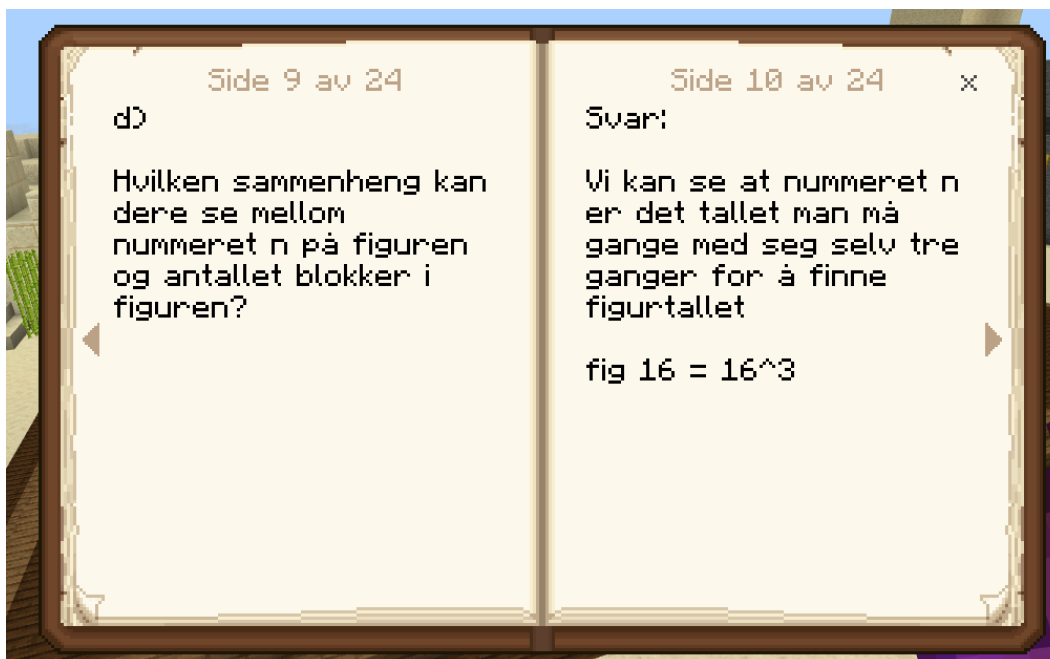 Side 9 av 24
d)
Hvilken sammenheng kan
dere se mellom
nummeret n på figuren
og antallet blokker i
figuren?
Side 10 av 24
x
Svar:
Vi kan se at nummeret n
er det tallet man må
gange med seg selv tre
ganger for å finne
figurtallet
fig 16 = 16^3